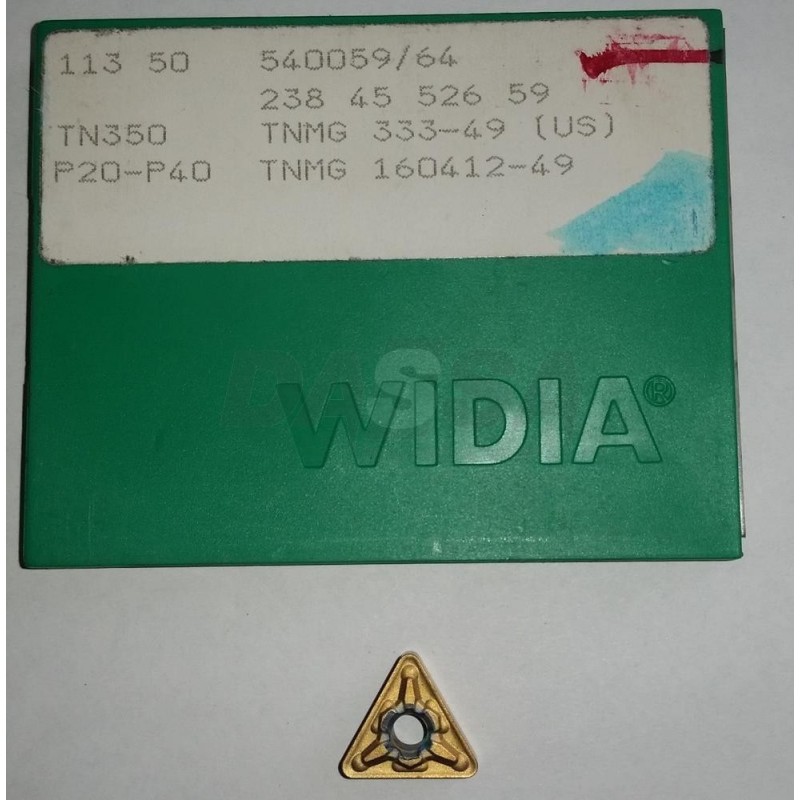 113 50 540059/64
238 45 526 59
TN350 TNMG 333-49 (US)
P20-P40 TNMG 160412-49
WIDIA®